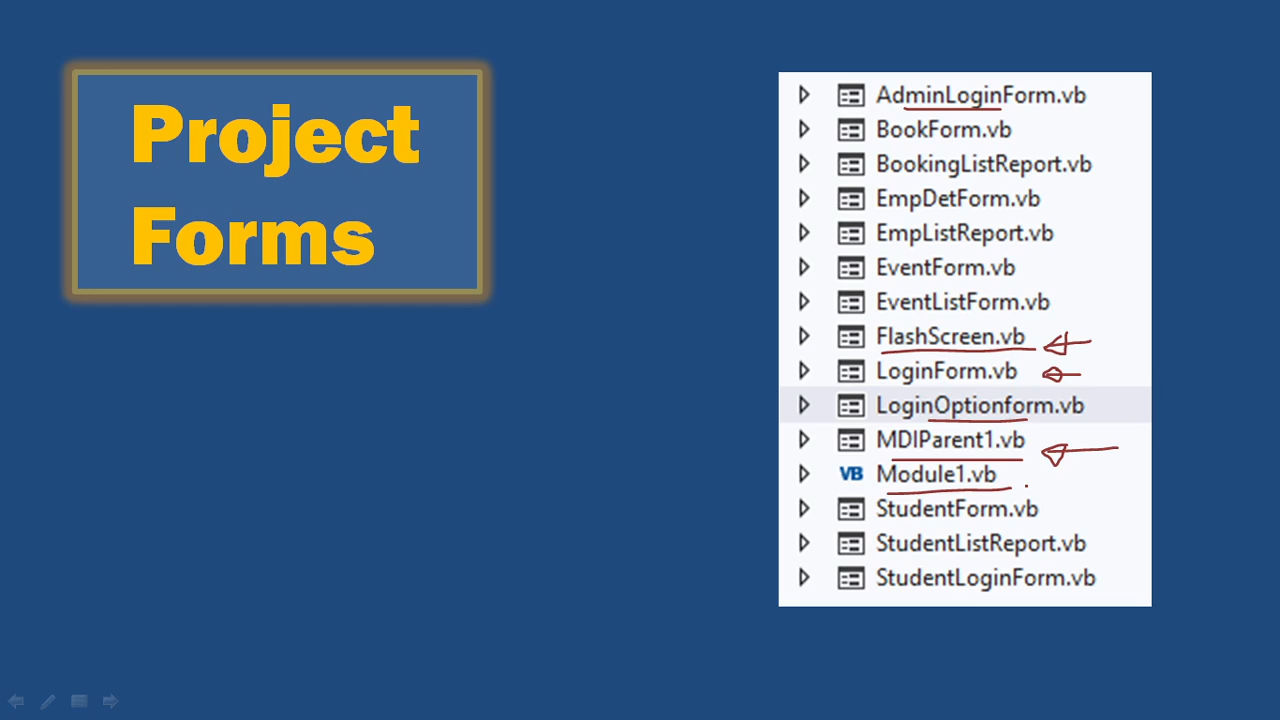 Project
Forms
AdminLoginForm.vb
BookForm.vb
BookingListReport.vb
EmpDetForm.vb
EmpListReport.vb
EventForm.vb
EventListForm.vb
FlashScreen.vb
LoginForm.vb
LoginOptionform.vb
MDIParent1.vb
VB Module1.vb
StudentForm.vb
StudentListReport.vb
StudentLoginForm.vb